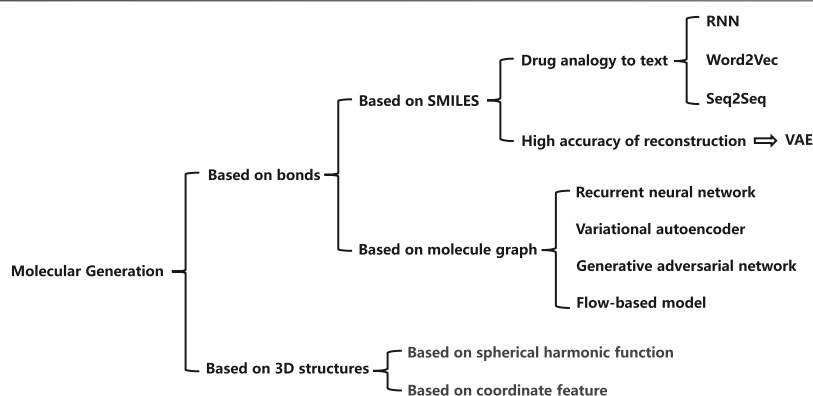 RNN
Drug analogy to text
Word2Vec
Based on SMILES
Seq2Seq
High accuracy of reconstruction
VAE
Based on bonds
Recurrent neural network
Variational autoencoder
Based on molecule graph
Generative adversarial network
Molecular Generation
Flow-based model
Based on spherical harmonic function
Based on 3D structures
Based on coordinate feature